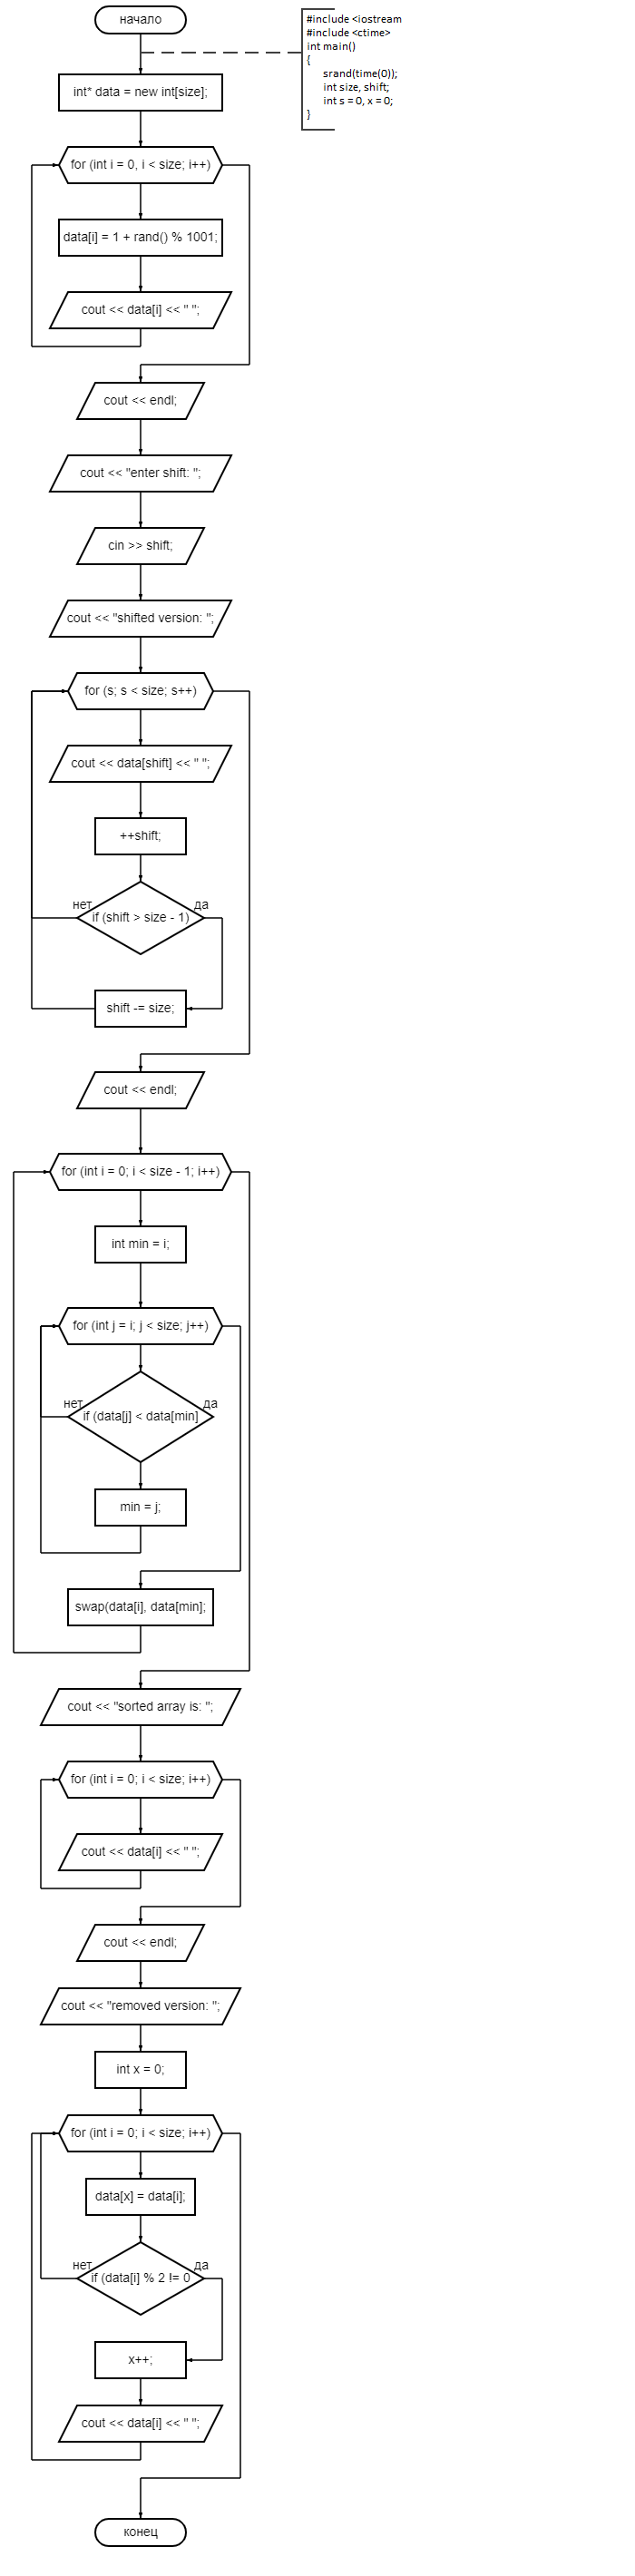 начало
#include <iostream
#include <ctime>
int main()
{
srand(time(0));
int size, shift;
int s = 0, x = 0;
}
int* data = new int[size];
for (int i = 0, i < size; i++)
data[i] = 1 + rand() % 1001;
cout << data[i] << " ";
cout << endl;
cout << "enter shift: ";
cin >> shift;
cout << "shifted version: ";
for (s; s < size; s++)
cout << data[shift] << " ";
++shift;
нет
да
if (shift > size - 1)
shift -= size;
cout << endl;
for (int i = 0; i < size - 1; i++)
int min = i;
for (int j = i; j < size; j++)
нет
да
if (data[j] < data[min]
min = j;
swap(data[i], data[min];
cout << "sorted array is: ";
for (int i = 0; i < size; i++)
cout << data[i] << " ";
cout << endl;
cout << "removed version: ";
int x = 0;
for (int i = 0; i < size; i++)
data[x] = data[i];
нет
да
if (data[i] % 2 != 0
x++;
cout << data[i] << " ";
конец